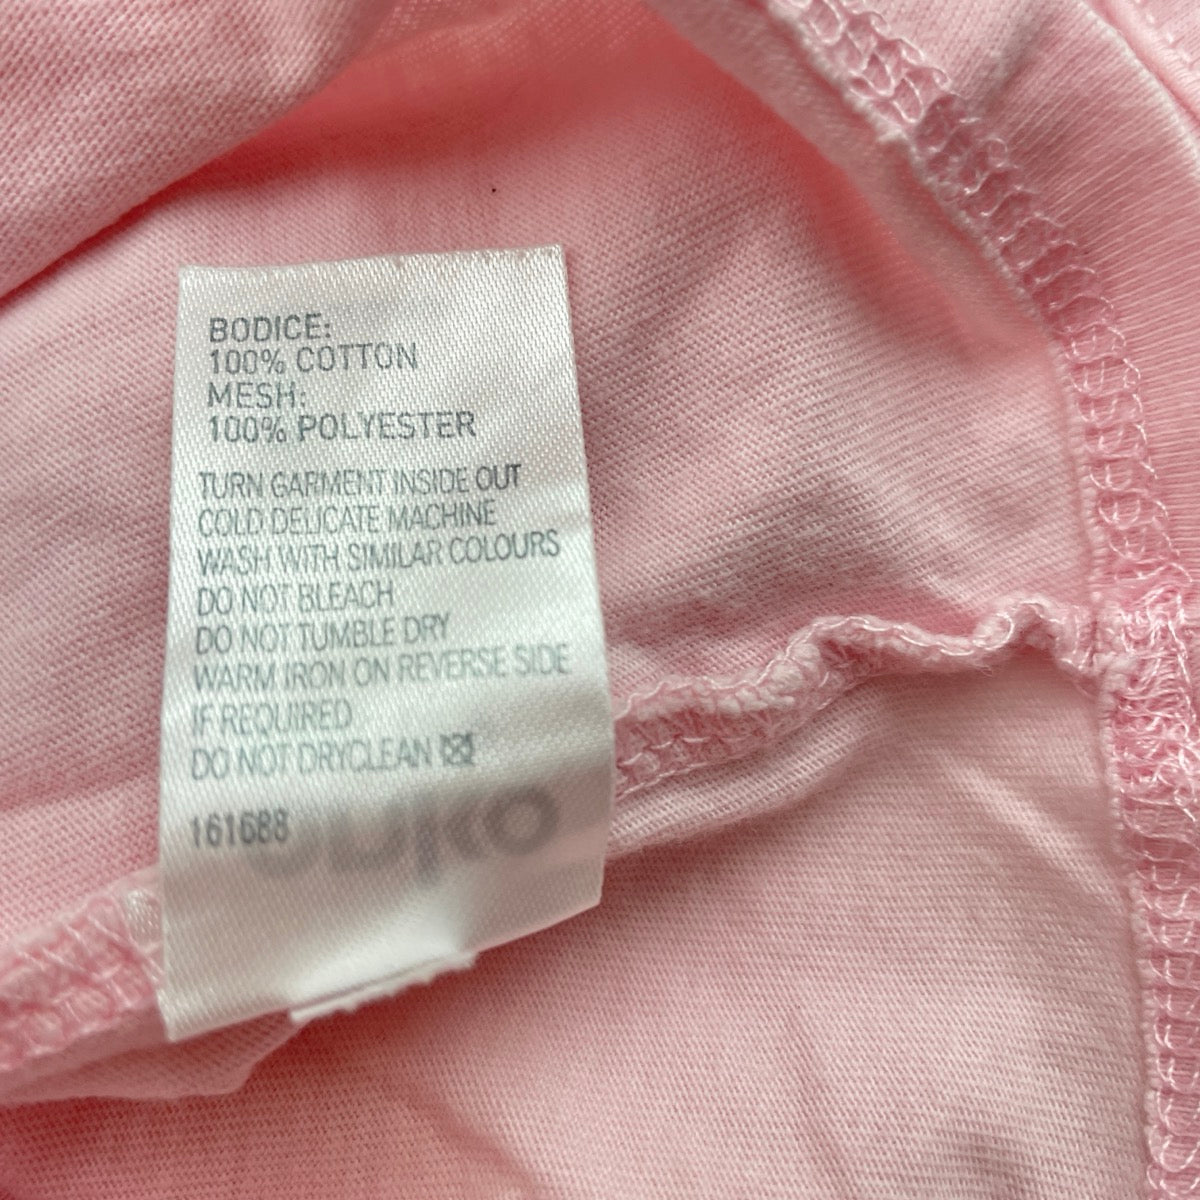 BODICE:
100% COTTON
MESH:
100% POLYESTER
TURN GARMENT INSIDE OUT
COLD DELICATE MACHINE
WASH WITH SIMILAR COLOURS
DO NOT BLEACH
DO NOT TUMBLE DRY
WARM IRON ON REVERSE SIDE
IF REQUIRED
DO NOT DRYCLEAN
161688